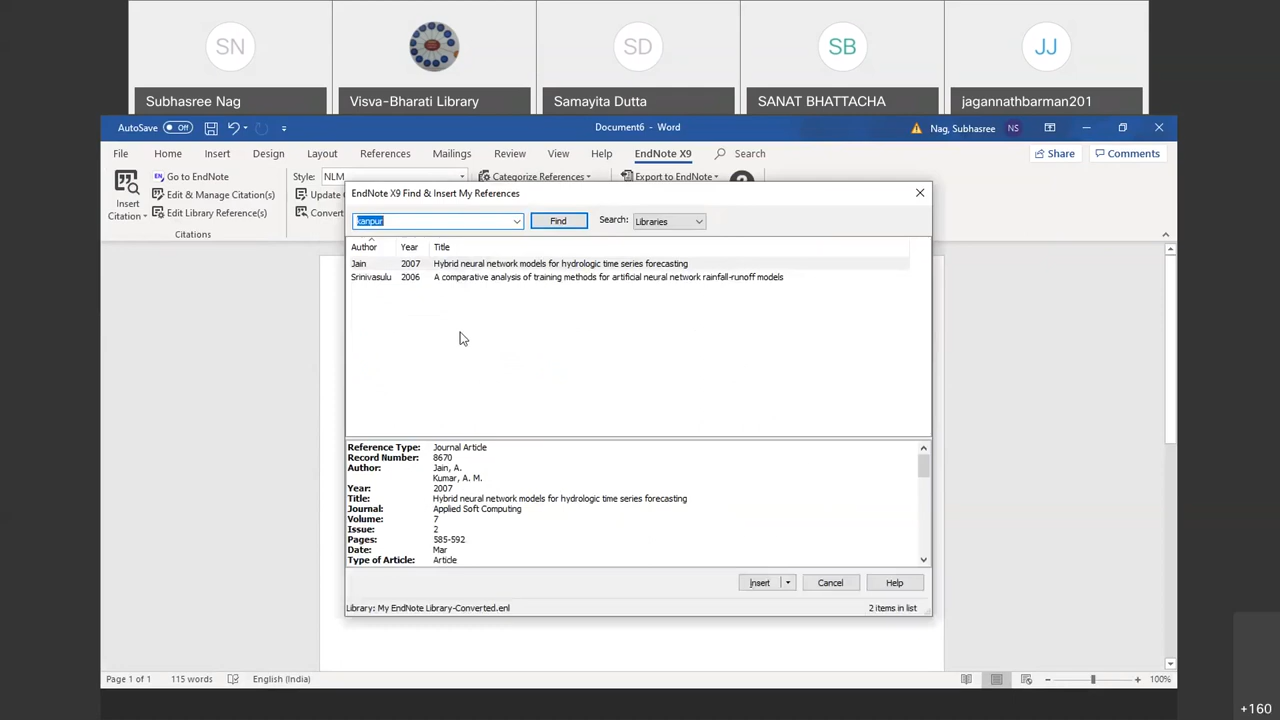 SN
SD
SB
JJ
Subhasree Nag
Visva-Bharati Library
Samayita Dutta
SANAT BHATTACHA
jagannathbarman201
AutoSave Off
Document6 - Word
Nag, Subhasree NS
File Home Insert Design Layout References Mailings Review View Help EndNote X9 Search Share Comments
Insert
Citation
Go to EndNote
Edit & Manage Citation(s)
Edit Library Reference(s)
Citations
Style: NLM
Update
Convert
Categorize References
Export to EndNote
EndNote X9 Find & Insert My References
kanpur Find Search: Libraries
Author Year Title
Jain 2007 Hybrid neural network models for hydrologic time series forecasting
Srinivasulu 2006 A comparative analysis of training methods for artificial neural network rainfall-runoff models
Reference Type: Journal Article
Record Number: 8670
Author: Jain, A.
Kumar, A. M.
Year: 2007
Title: Hybrid neural network models for hydrologic time series forecasting
Journal: Applied Soft Computing
Volume: 7
Issue: 2
Pages: 585-592
Date: Mar
Type of Article: Article
Insert Cancel Help
Library: My EndNote Library-Converted.enl 2 items in list
Page 1 of 1 115 words English (India) 100%
+160